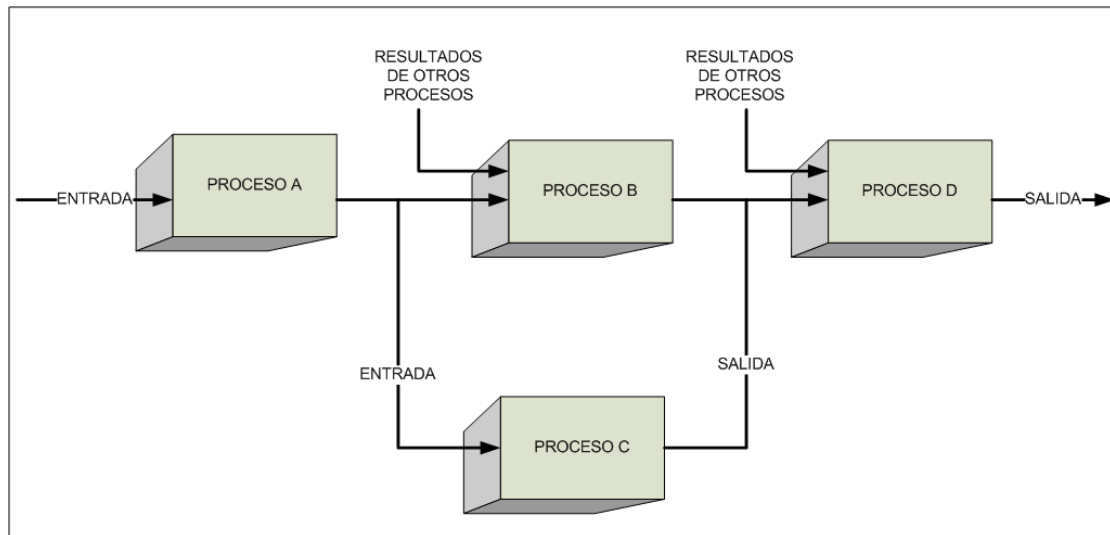 RESULTADOS
DE OTROS
PROCESOS
RESULTADOS
DE OTROS
PROCESOS
ENTRADA
PROCESO A
PROCESO B
PROCESO D
SALIDA
ENTRADA
SALIDA
PROCESO C